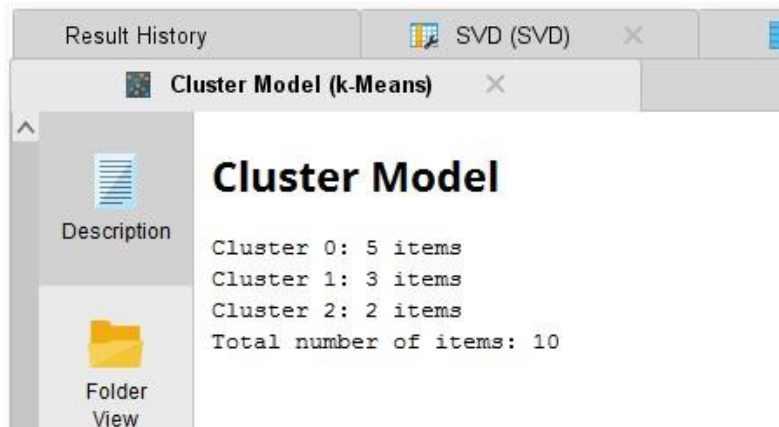 Result History
SVD (SVD)
Cluster Model (k-Means)
Description
Folder
View
Cluster Model
Cluster 0: 5 items
Cluster 1: 3 items
Cluster 2: 2 items
Total number of items: 10